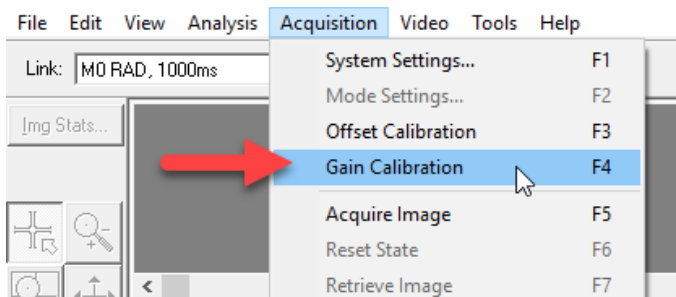 File Edit View Analysis Acquisition Video Tools Help
Link: M0 RAD, 1000ms
System Settings... F1
Mode Settings... F2
Img Stats...
Offset Calibration F3
Gain Calibration F4
Acquire Image F5
Reset State F6
Retrieve Image F7